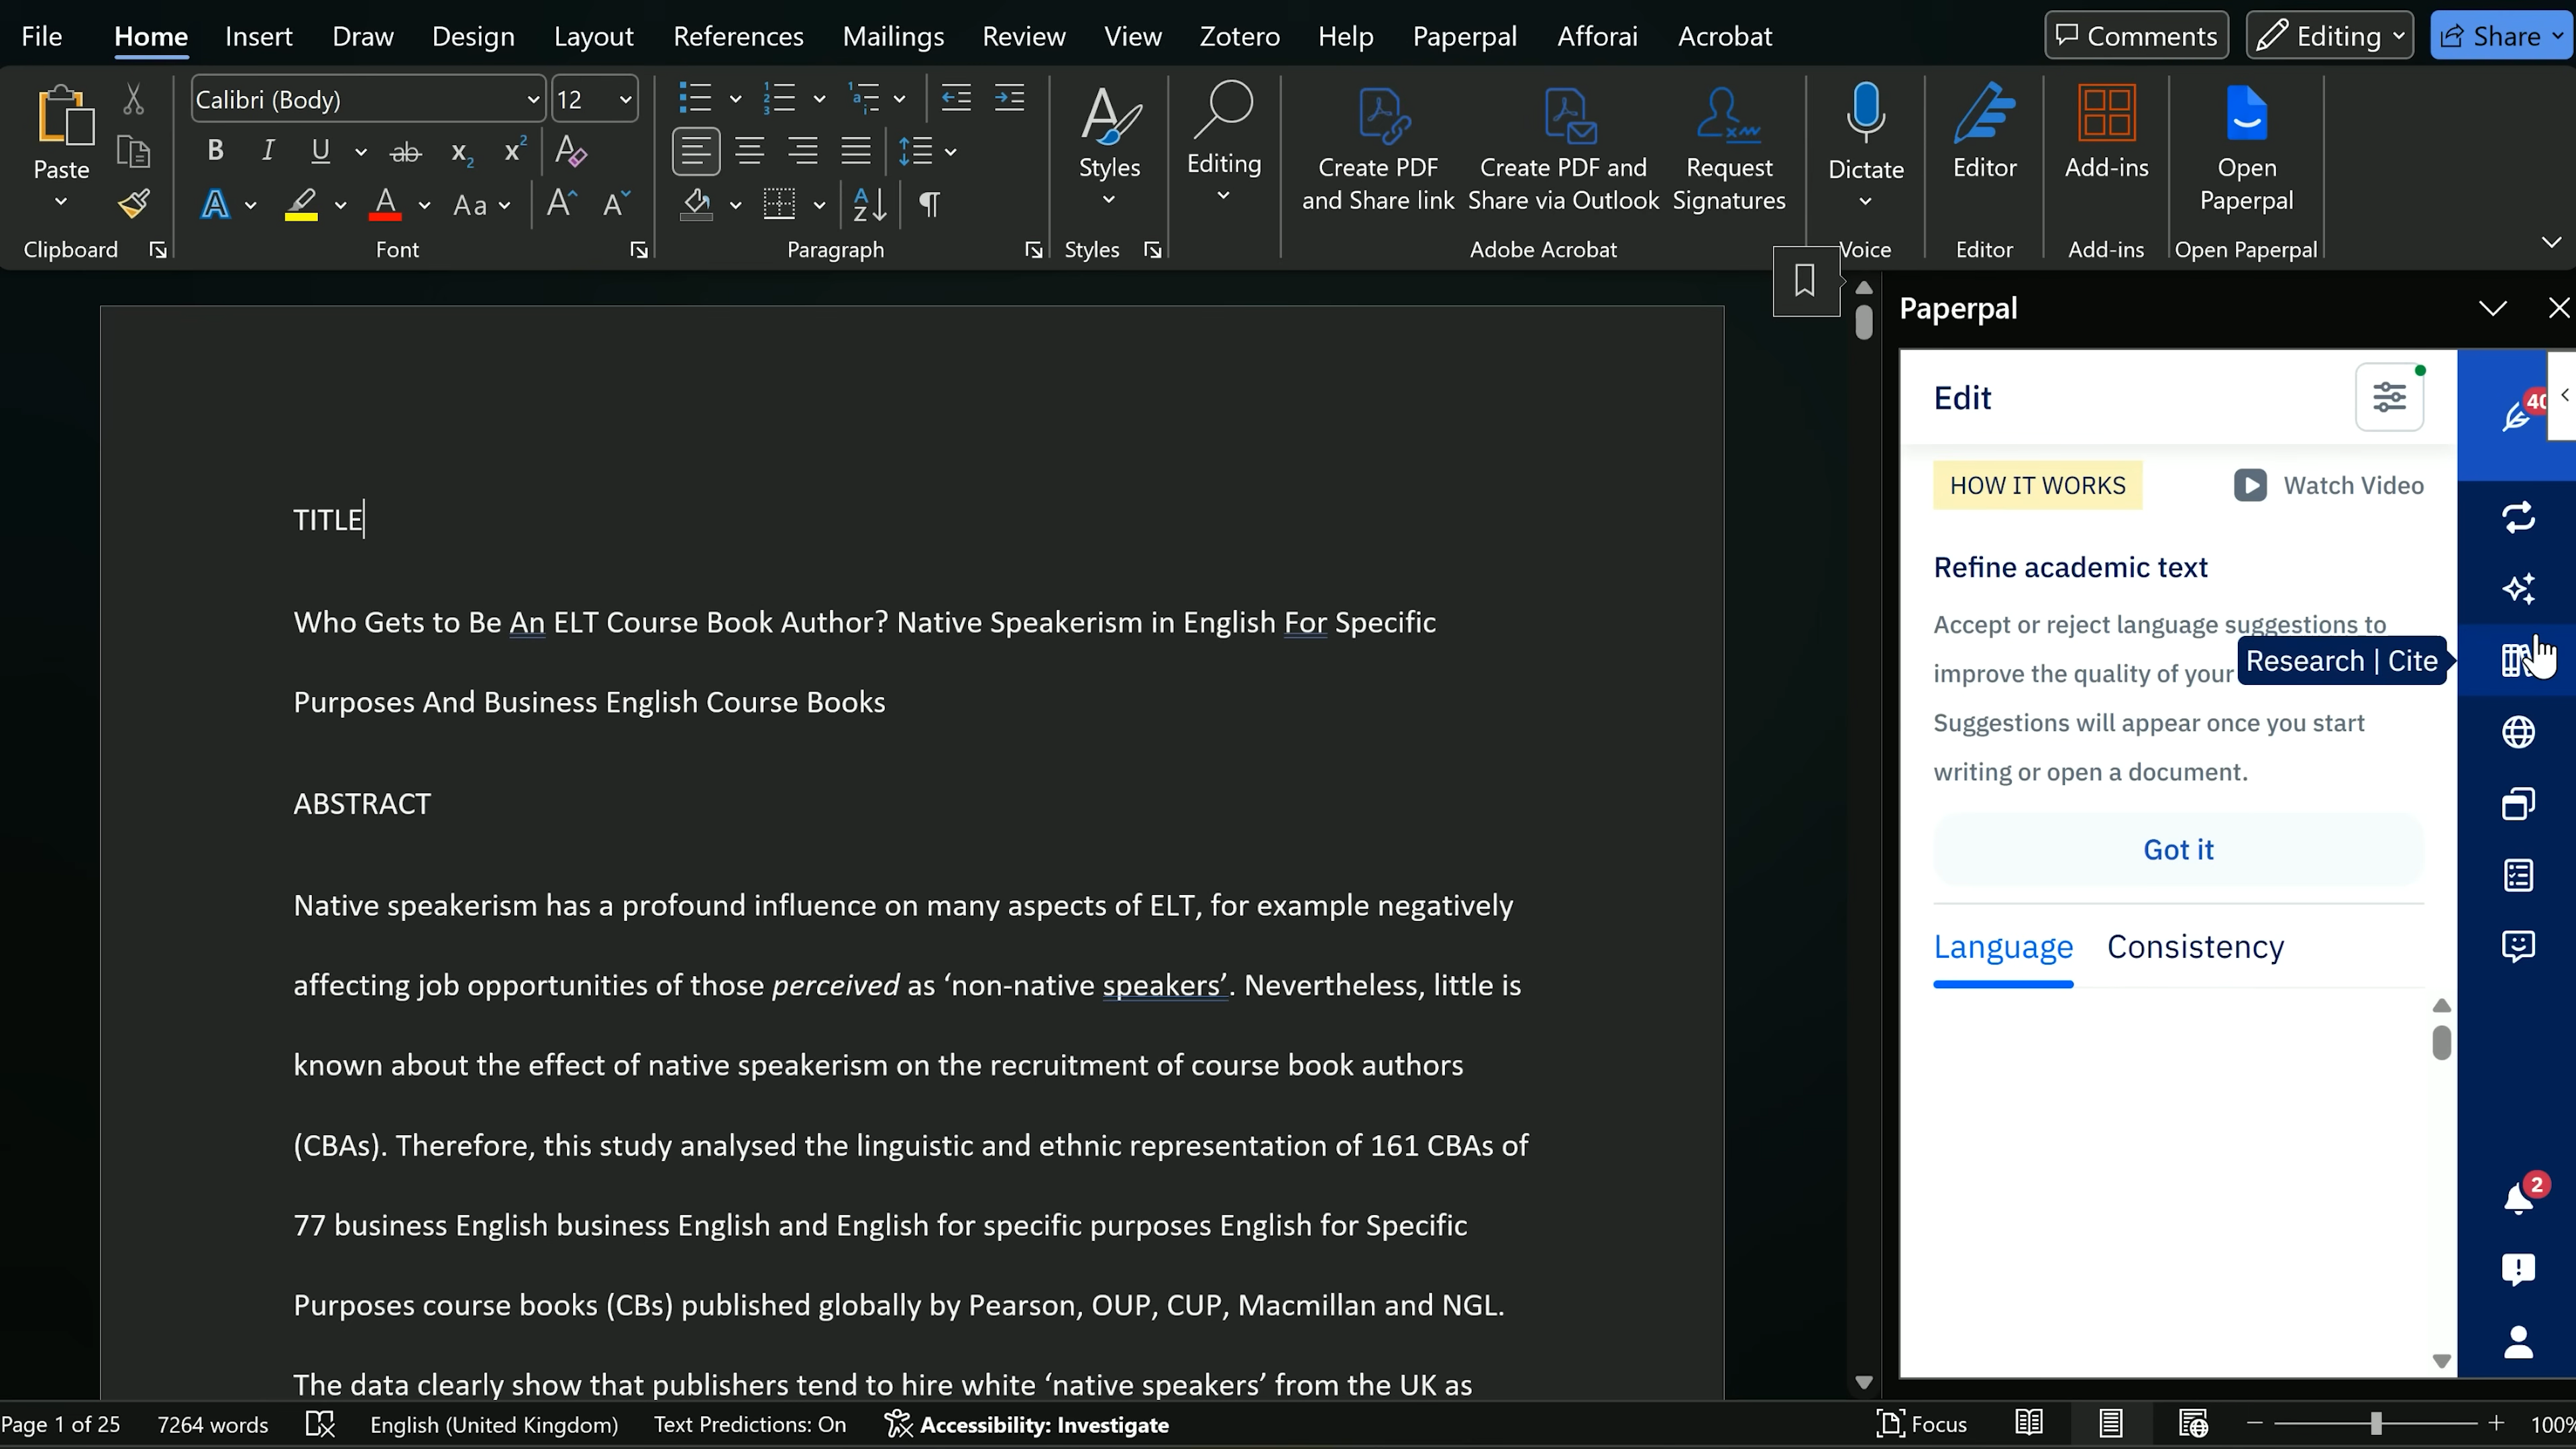 File Home Insert Draw Design Layout References Mailings Review View Zotero Help Paperpal Afforai Acrobat Comments Editing Share
Calibri (Body) 12
Paste
Styles
Editing
Create PDF and Share link
Create PDF and Share via Outlook
Request Signatures
Dictate
Editor
Add-ins
Open Paperpal
Clipboard Font Paragraph Styles Adobe Acrobat Voice Editor Add-ins Open Paperpal
TITLE
Who Gets to Be An ELT Course Book Author? Native Speakerism in English For Specific
Purposes And Business English Course Books
ABSTRACT
Native speakerism has a profound influence on many aspects of ELT, for example negatively
affecting job opportunities of those perceived as ‘non-native speakers’. Nevertheless, little is
known about the effect of native speakerism on the recruitment of course book authors
(CBAs). Therefore, this study analysed the linguistic and ethnic representation of 161 CBAs of
77 business English business English and English for specific purposes English for Specific
Purposes course books (CBs) published globally by Pearson, OUP, CUP, Macmillan and NGL.
The data clearly show that publishers tend to hire white ‘native speakers’ from the UK as
Paperpal
Edit
40
HOW IT WORKS Watch Video
Refine academic text
Accept or reject language suggestions to
improve the quality of your
Research | Cite
Suggestions will appear once you start
writing or open a document.
Got it
Language Consistency
2
Page 1 of 25 7264 words English (United Kingdom) Text Predictions: On Accessibility: Investigate Focus 100%